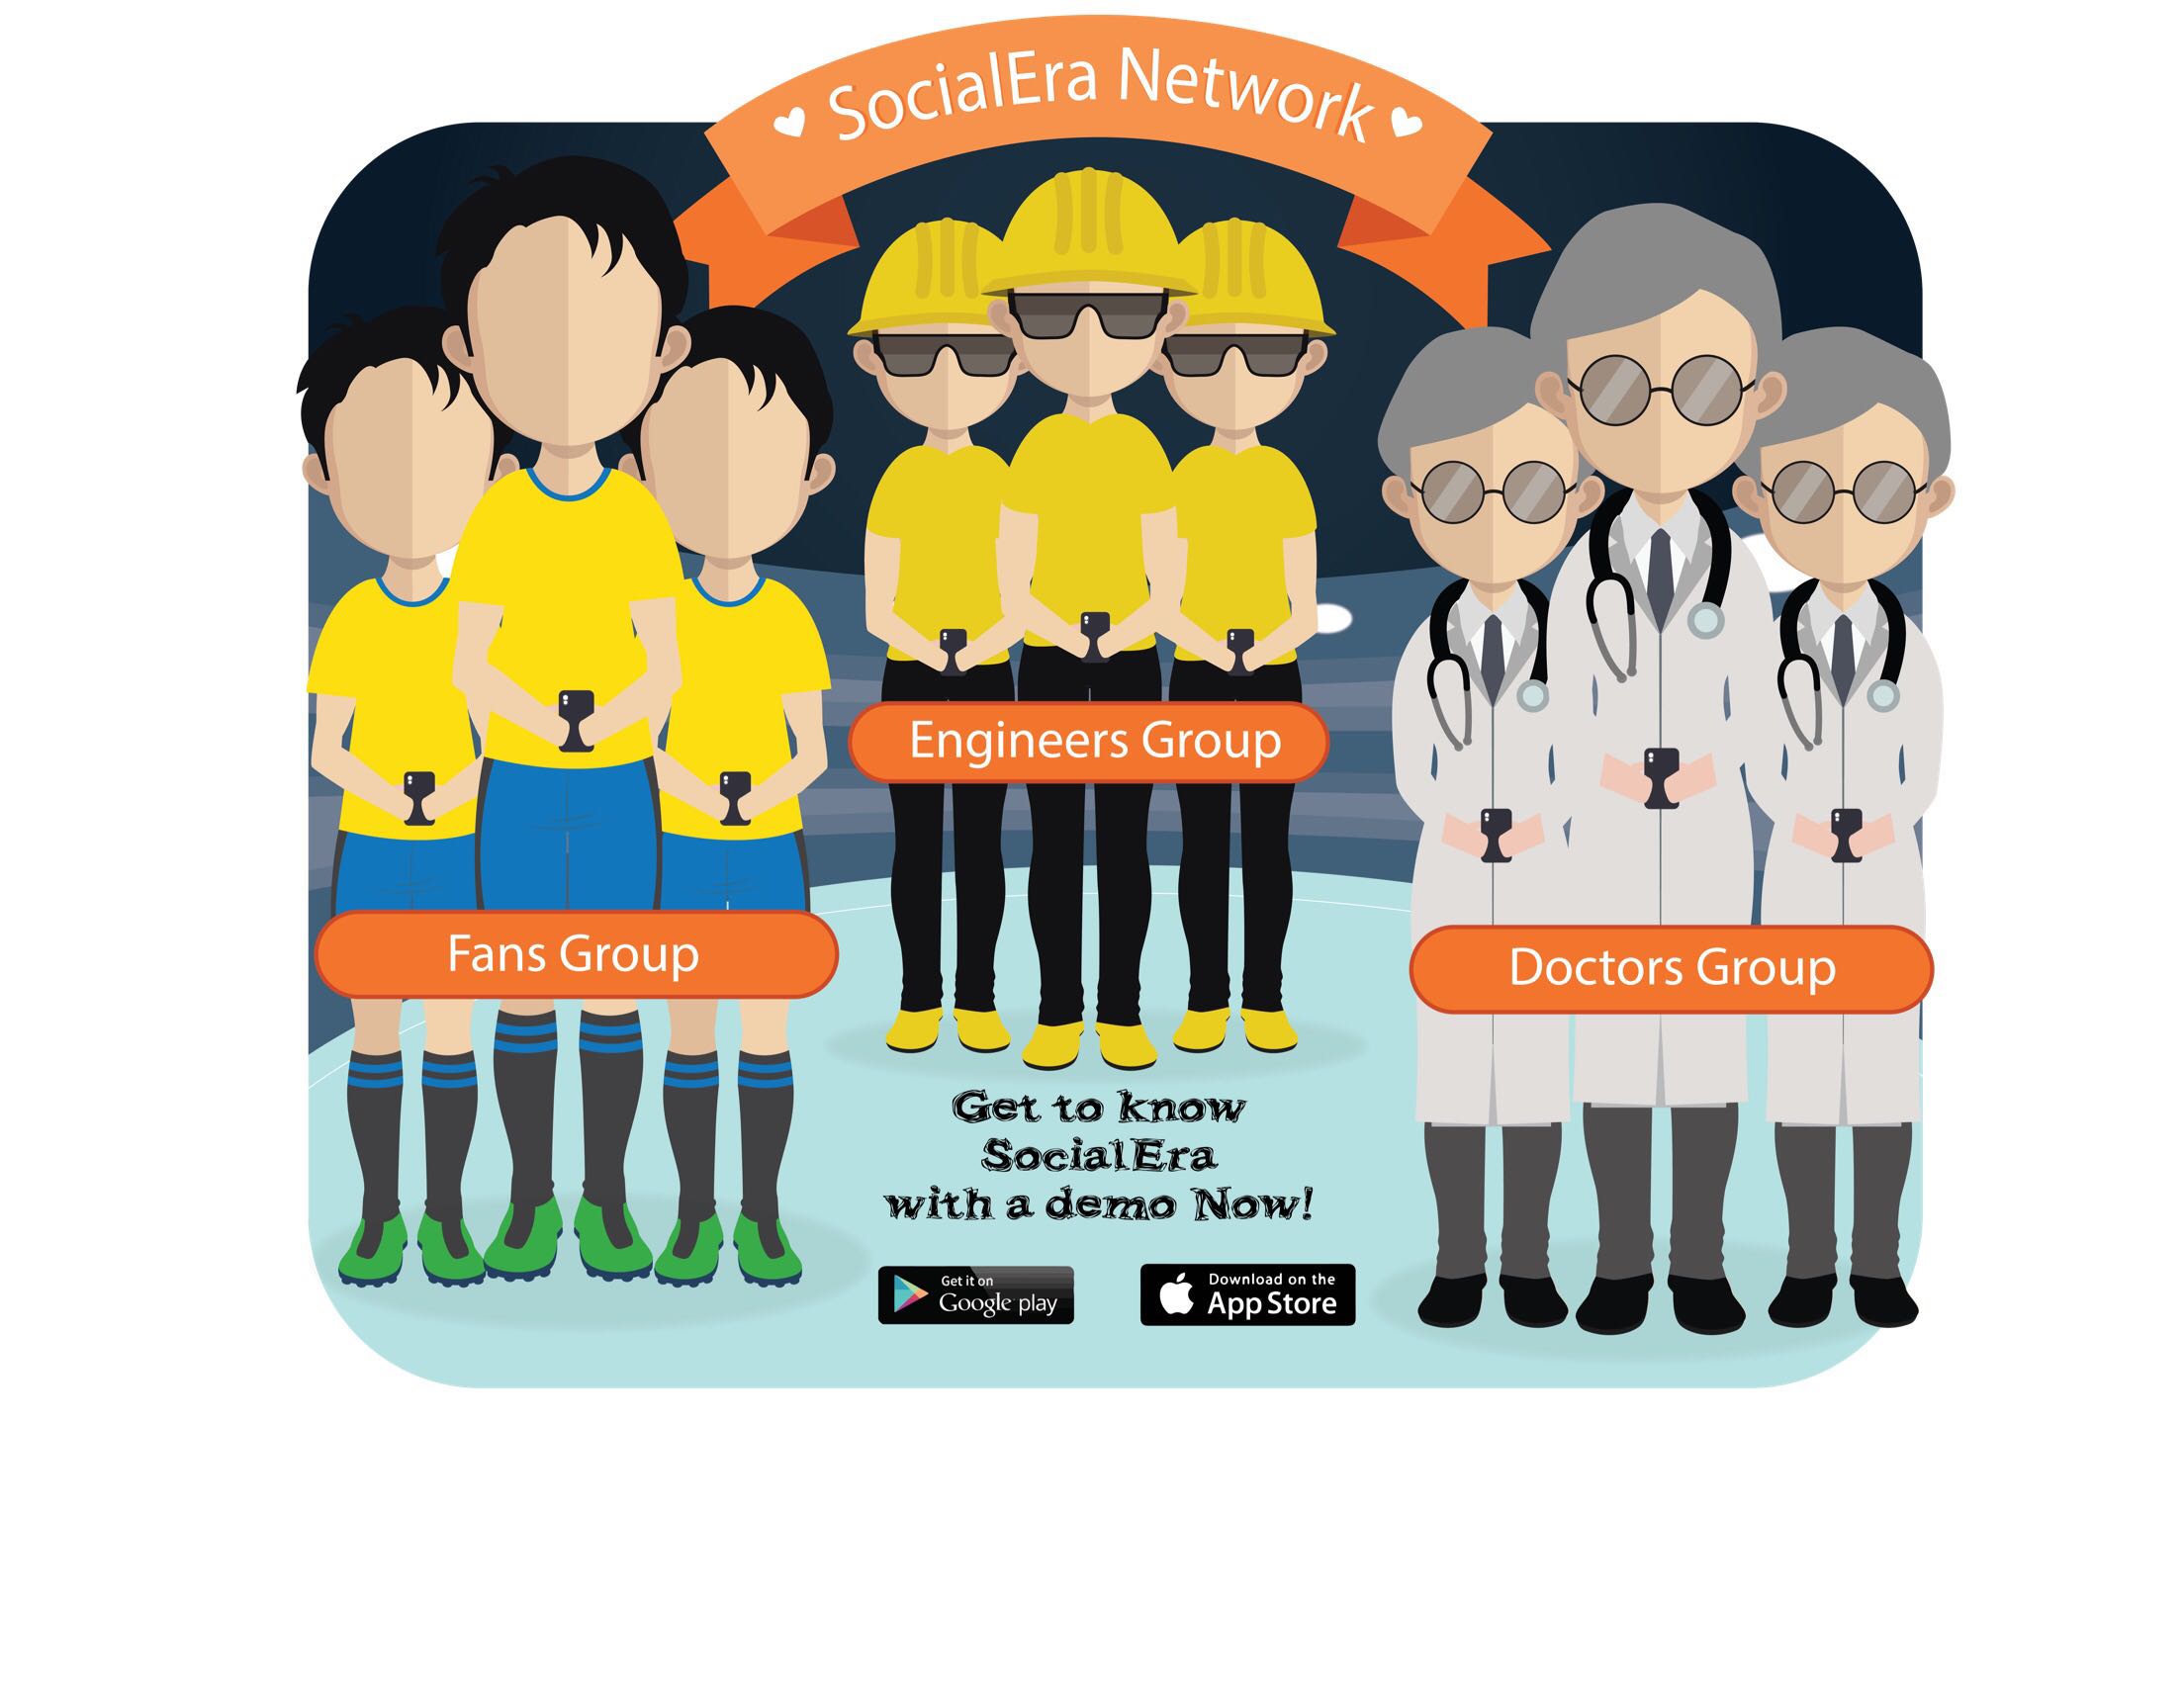 SocialEra Network
Engineers Group
Fans Group
Doctors Group
Get to know
SocialEra
with a demo Now!
Get it on
Google play
Download on the
App Store